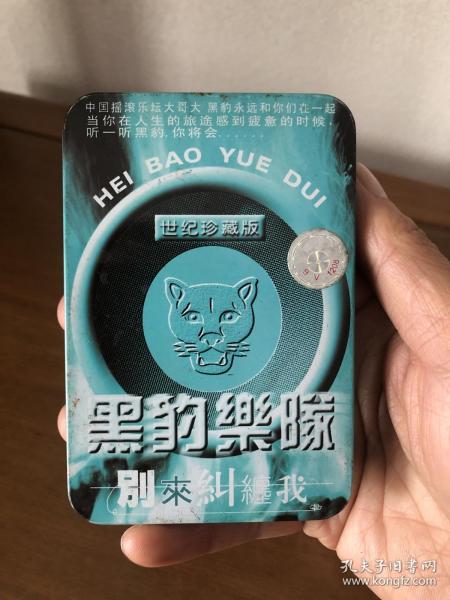 中国摇滚乐坛大哥大 黑豹永远和你们在一起
当你在人生的旅途感到疲惫的时候，
听一听黑豹，你将会......
HEI BAO YUE DUI
世纪珍藏版
S V 1208
黑豹樂隊
别來糾纏我
孔夫子旧书网
www.kongfz.com